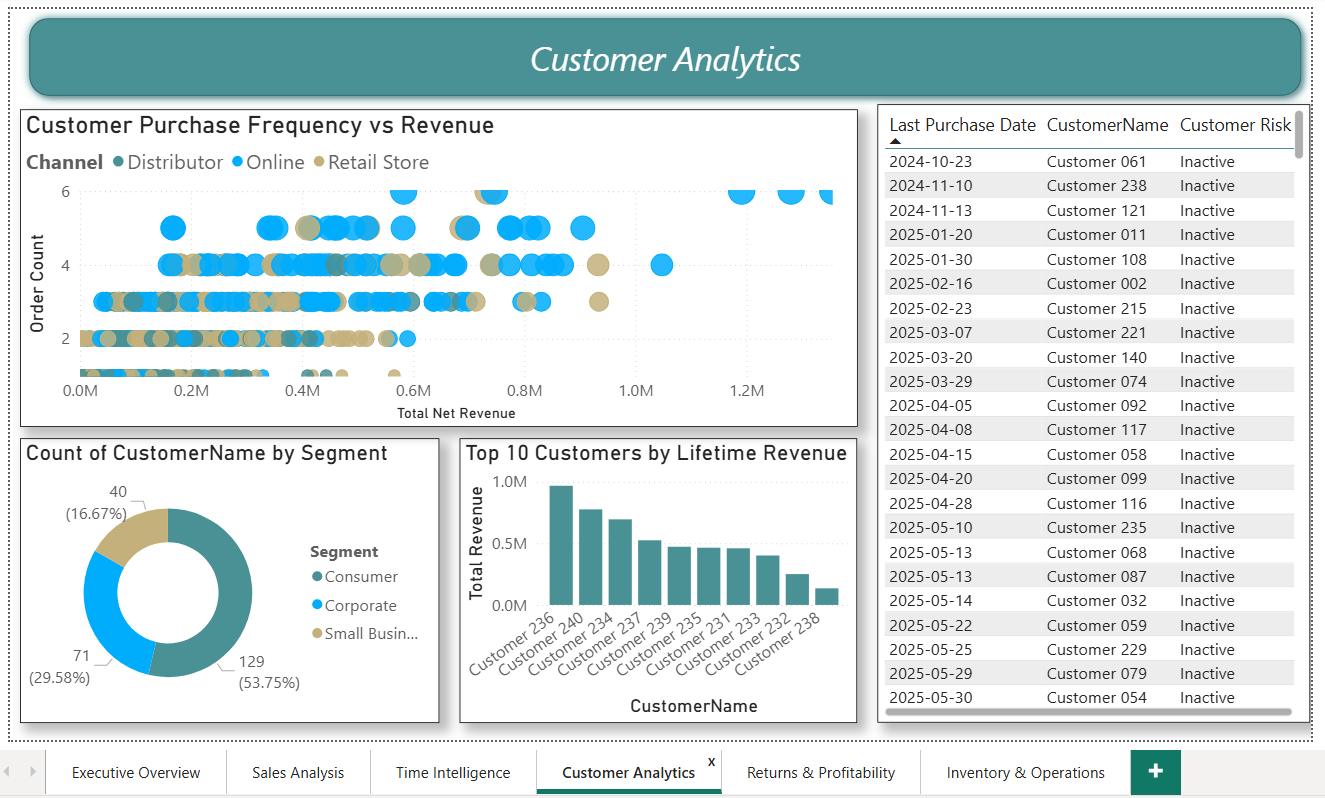 Customer Analytics
Customer Purchase Frequency vs Revenue
Channel Distributor Online Retail Store
Order Count
6
4
2
0.0M 0.2M 0.4M 0.6M 0.8M 1.0M 1.2M
Total Net Revenue
Count of CustomerName by Segment
40
(16.67%)
71
(29.58%)
129
(53.75%)
Segment
Consumer
Corporate
Small Busin...
Top 10 Customers by Lifetime Revenue
Total Revenue
1.0M
0.5M
0.0M
Customer 236
Customer 240
Customer 234
Customer 237
Customer 239
Customer 235
Customer 231
Customer 233
Customer 232
Customer 238
CustomerName
Last Purchase Date CustomerName Customer Risk
2024-10-23 Customer 061 Inactive
2024-11-10 Customer 238 Inactive
2024-11-13 Customer 121 Inactive
2025-01-20 Customer 011 Inactive
2025-01-30 Customer 108 Inactive
2025-02-16 Customer 002 Inactive
2025-02-23 Customer 215 Inactive
2025-03-07 Customer 221 Inactive
2025-03-20 Customer 140 Inactive
2025-03-29 Customer 074 Inactive
2025-04-05 Customer 092 Inactive
2025-04-08 Customer 117 Inactive
2025-04-15 Customer 058 Inactive
2025-04-20 Customer 099 Inactive
2025-04-28 Customer 116 Inactive
2025-05-10 Customer 235 Inactive
2025-05-13 Customer 068 Inactive
2025-05-13 Customer 087 Inactive
2025-05-14 Customer 032 Inactive
2025-05-22 Customer 059 Inactive
2025-05-25 Customer 229 Inactive
2025-05-29 Customer 079 Inactive
2025-05-30 Customer 054 Inactive
Executive Overview Sales Analysis Time Intelligence Customer Analytics x Returns & Profitability Inventory & Operations +